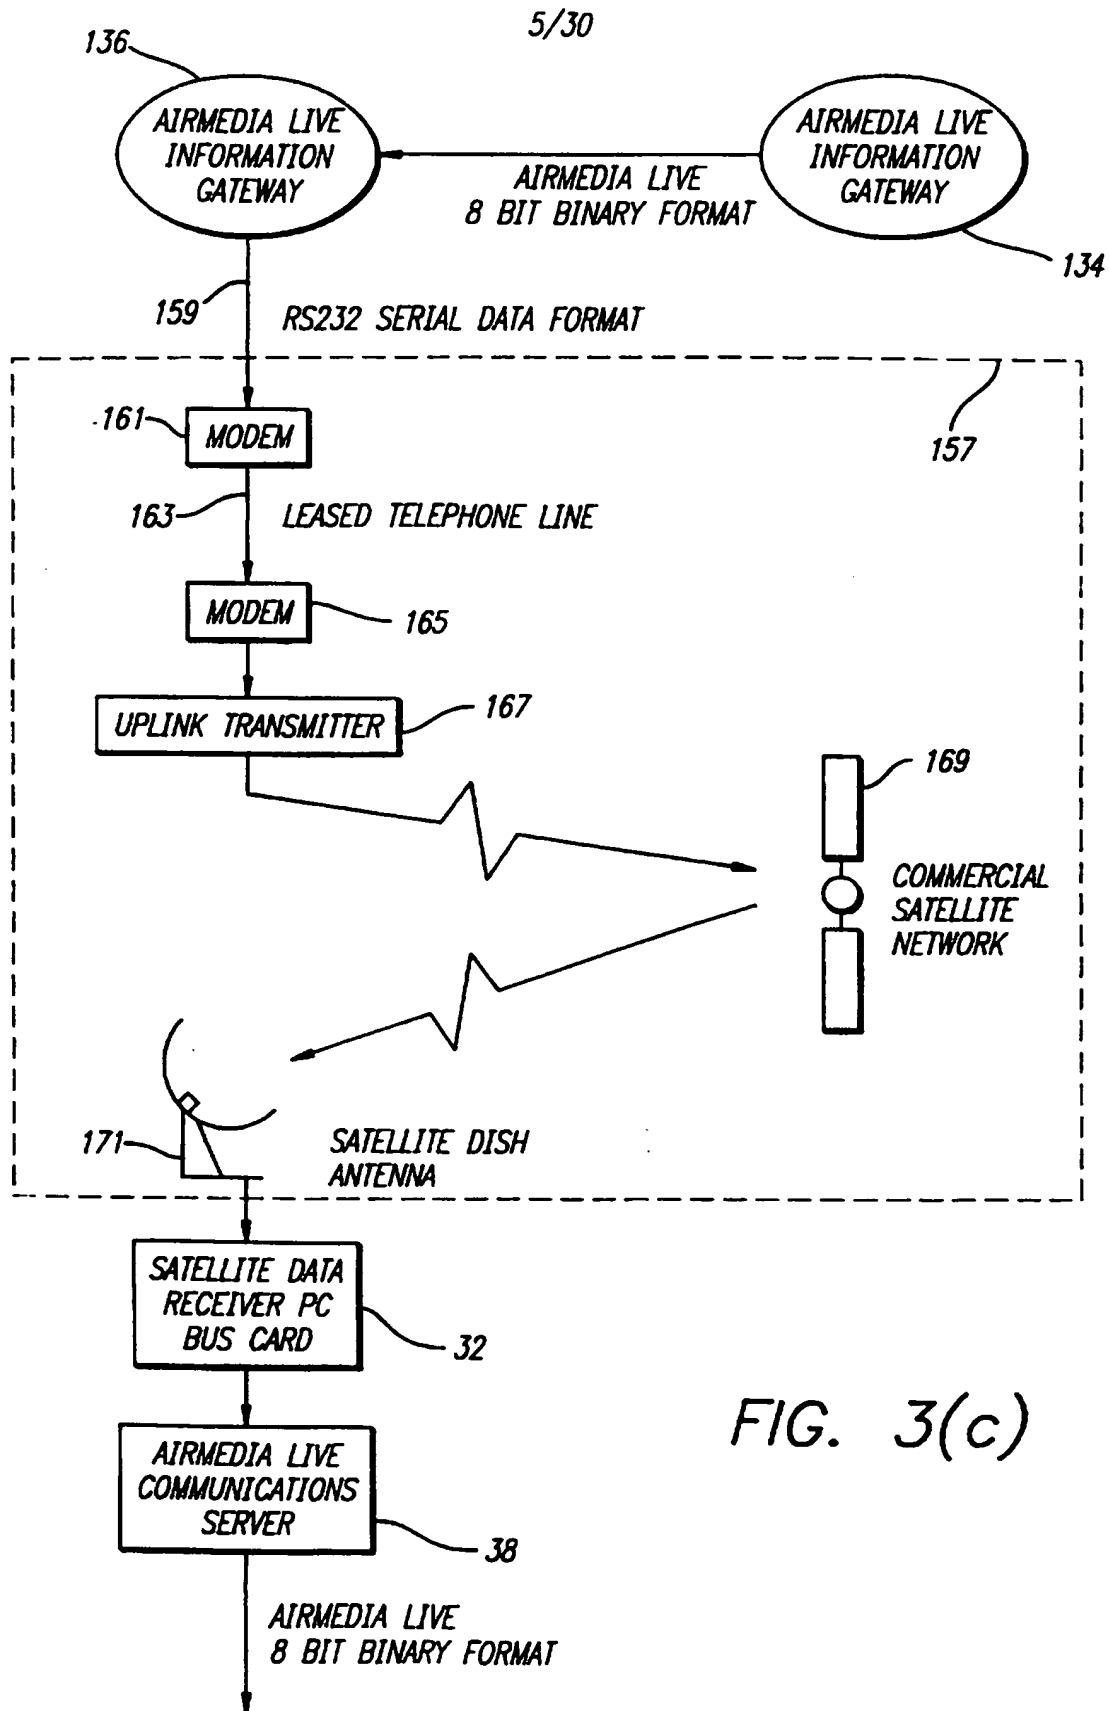 5/30
136
AIRMEDIA LIVE
INFORMATION
GATEWAY
AIRMEDIA LIVE
INFORMATION
GATEWAY
AIRMEDIA LIVE
8 BIT BINARY FORMAT
134
159
RS232 SERIAL DATA FORMAT
157
161
MODEM
163
LEASED TELEPHONE LINE
MODEM
165
UPLINK TRANSMITTER
167
169
COMMERCIAL
SATELLITE
NETWORK
171
SATELLITE DISH
ANTENNA
SATELLITE DATA
RECEIVER PC
BUS CARD
32
AIRMEDIA LIVE
COMMUNICATIONS
SERVER
38
FIG. 3(c)
AIRMEDIA LIVE
8 BIT BINARY FORMAT